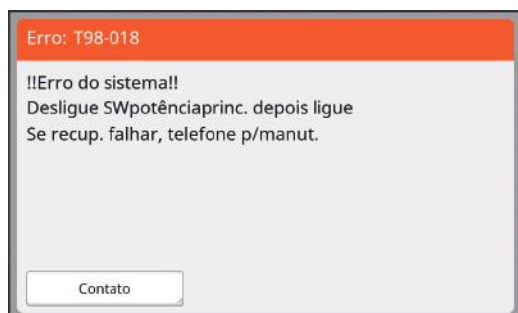 Erro: T98-018
!!Erro do sistema!!
Desligue SWpotênciaprinc. depois ligue
Se recup. falhar, telefone p/manut.
Contato